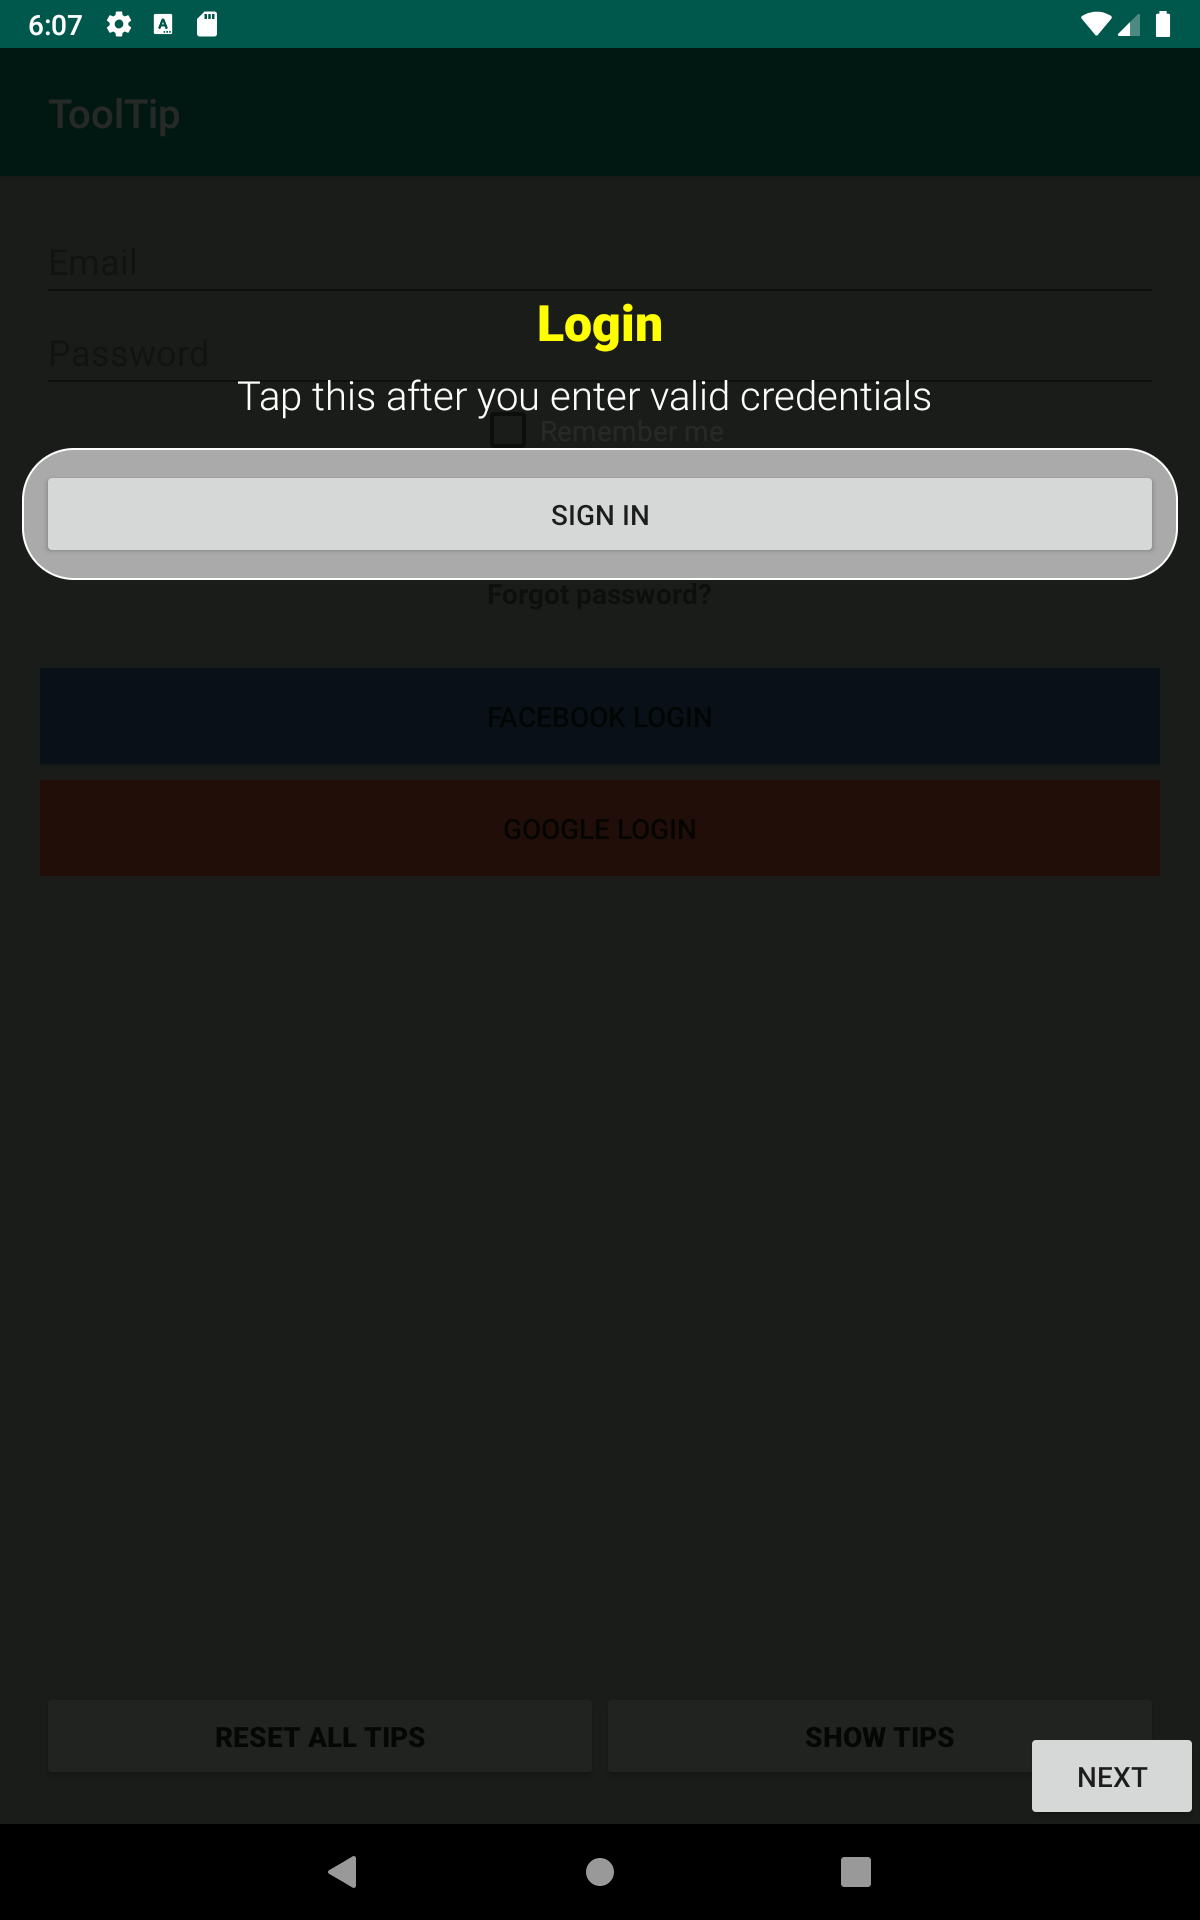 6:07
ToolTip
Email
Login
Password
Tap this after you enter valid credentials
Remember me
SIGN IN
Forgot password?
FACEBOOK LOGIN
GOOGLE LOGIN
RESET ALL TIPS
SHOW TIPS
NEXT